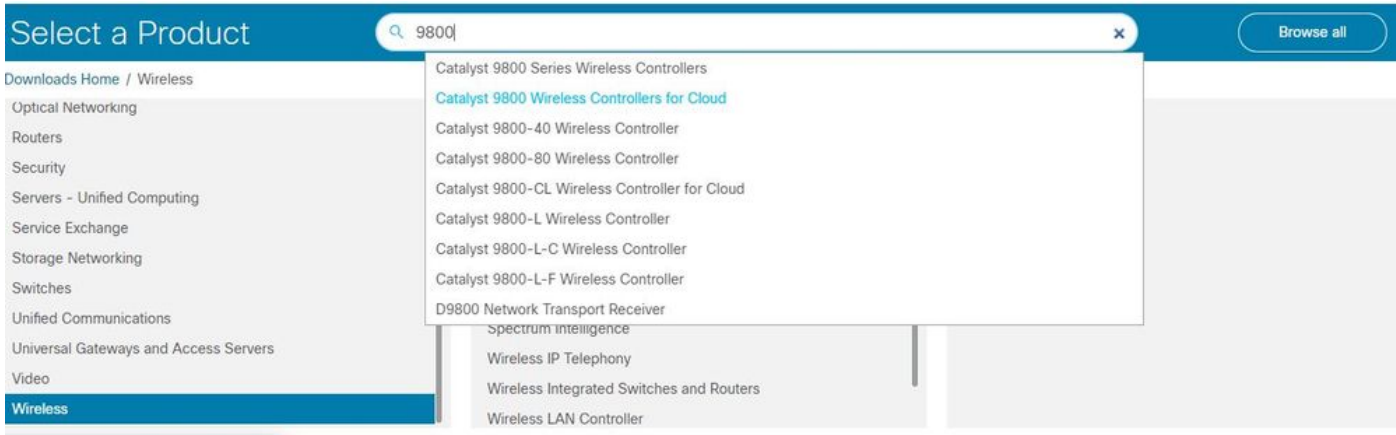 Select a Product
9800
Browse all
Downloads Home / Wireless
Optical Networking
Routers
Security
Servers - Unified Computing
Service Exchange
Storage Networking
Switches
Unified Communications
Universal Gateways and Access Servers
Video
Wireless
Catalyst 9800 Series Wireless Controllers
Catalyst 9800 Wireless Controllers for Cloud
Catalyst 9800-40 Wireless Controller
Catalyst 9800-80 Wireless Controller
Catalyst 9800-CL Wireless Controller for Cloud
Catalyst 9800-L Wireless Controller
Catalyst 9800-L-C Wireless Controller
Catalyst 9800-L-F Wireless Controller
D9800 Network Transport Receiver
Spectrum Intelligence
Wireless IP Telephony
Wireless Integrated Switches and Routers
Wireless LAN Controller